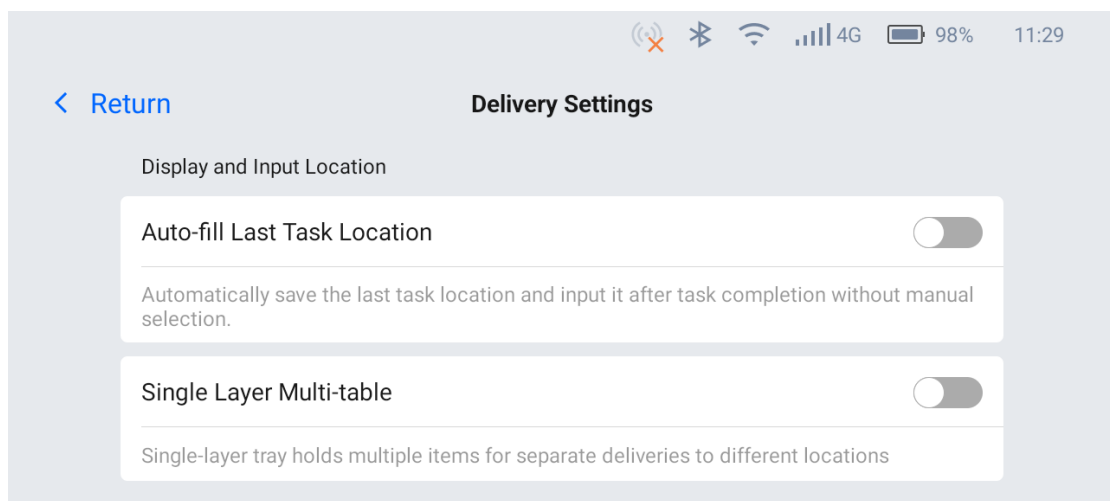 4G 98% 11:29
Return Delivery Settings
Display and Input Location
Auto-fill Last Task Location
Automatically save the last task location and input it after task completion without manual
selection.
Single Layer Multi-table
Single-layer tray holds multiple items for separate deliveries to different locations